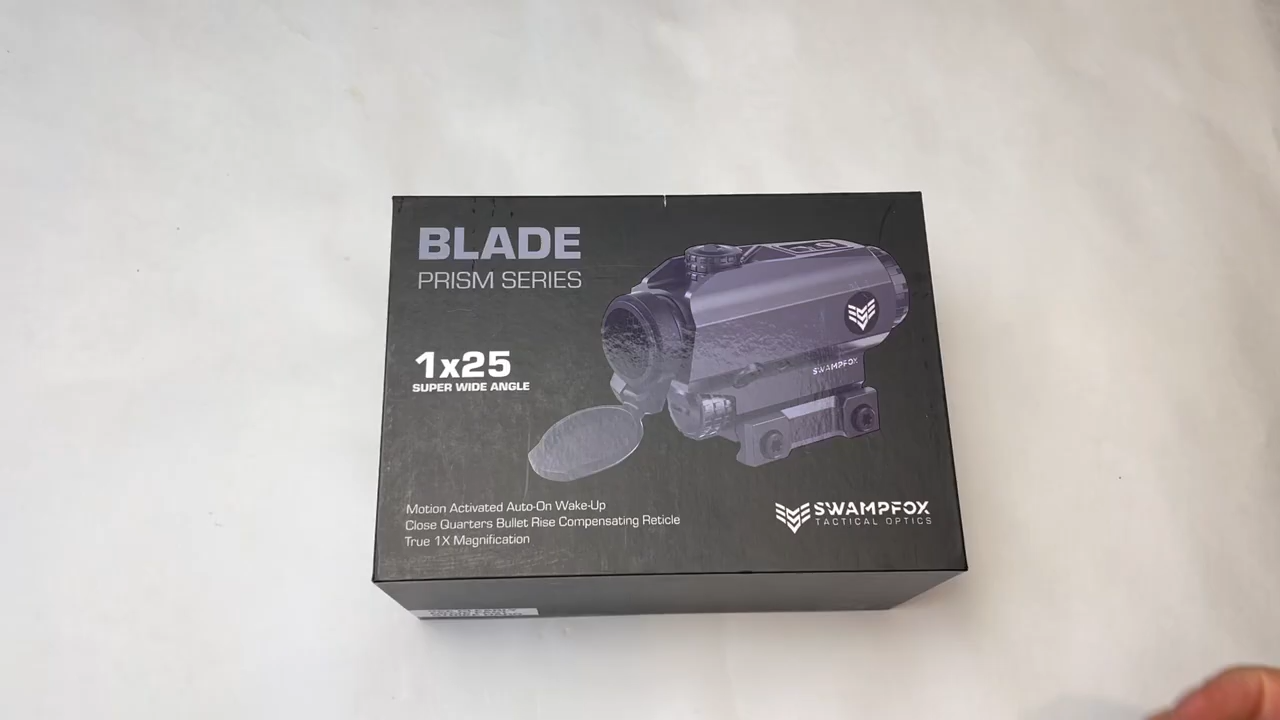 BLADE
PRISM SERIES
1x25
SUPER WIDE ANGLE
SWAMPFOX
Motion Activated Auto-On Wake-Up
Close Quarters Bullet Rise Compensating Reticle
True 1X Magnification
SWAMPFOX
TACTICAL OPTICS